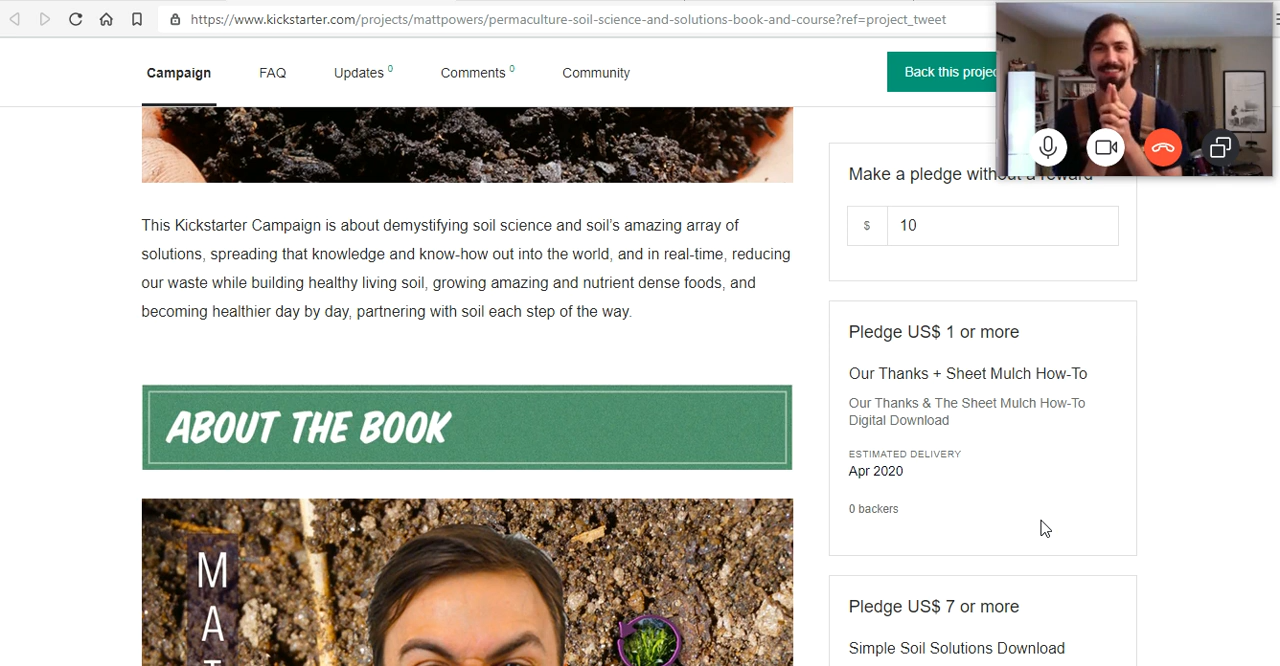 https://www.kickstarter.com/projects/mattpowers/permaculture-soil-science-and-solutions-book-and-course?ref=project_tweet
Campaign
FAQ
Updates 0
Comments 0
Community
Back this projec
This Kickstarter Campaign is about demystifying soil science and soil’s amazing array of
solutions, spreading that knowledge and know-how out into the world, and in real-time, reducing
our waste while building healthy living soil, growing amazing and nutrient dense foods, and
becoming healthier day by day, partnering with soil each step of the way.
ABOUT THE BOOK
M
A
T
Make a pledge without a reward
$ 10
Pledge US$ 1 or more
Our Thanks + Sheet Mulch How-To
Our Thanks & The Sheet Mulch How-To
Digital Download
ESTIMATED DELIVERY
Apr 2020
0 backers
Pledge US$ 7 or more
Simple Soil Solutions Download